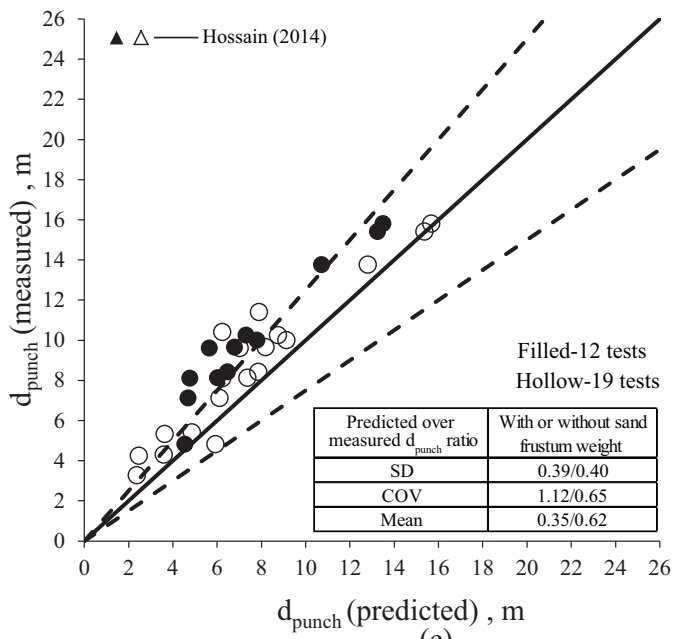 26
24
22
20
18
16
14
12
10
8
6
4
2
0
d_punch (measured) , m
▲ △ — Hossain (2014)
Filled-12 tests
Hollow-19 tests
Predicted over measured d_punch ratio | With or without sand frustum weight
SD | 0.39/0.40
COV | 1.12/0.65
Mean | 0.35/0.62
0 2 4 6 8 10 12 14 16 18 20 22 24 26
d_punch (predicted) , m